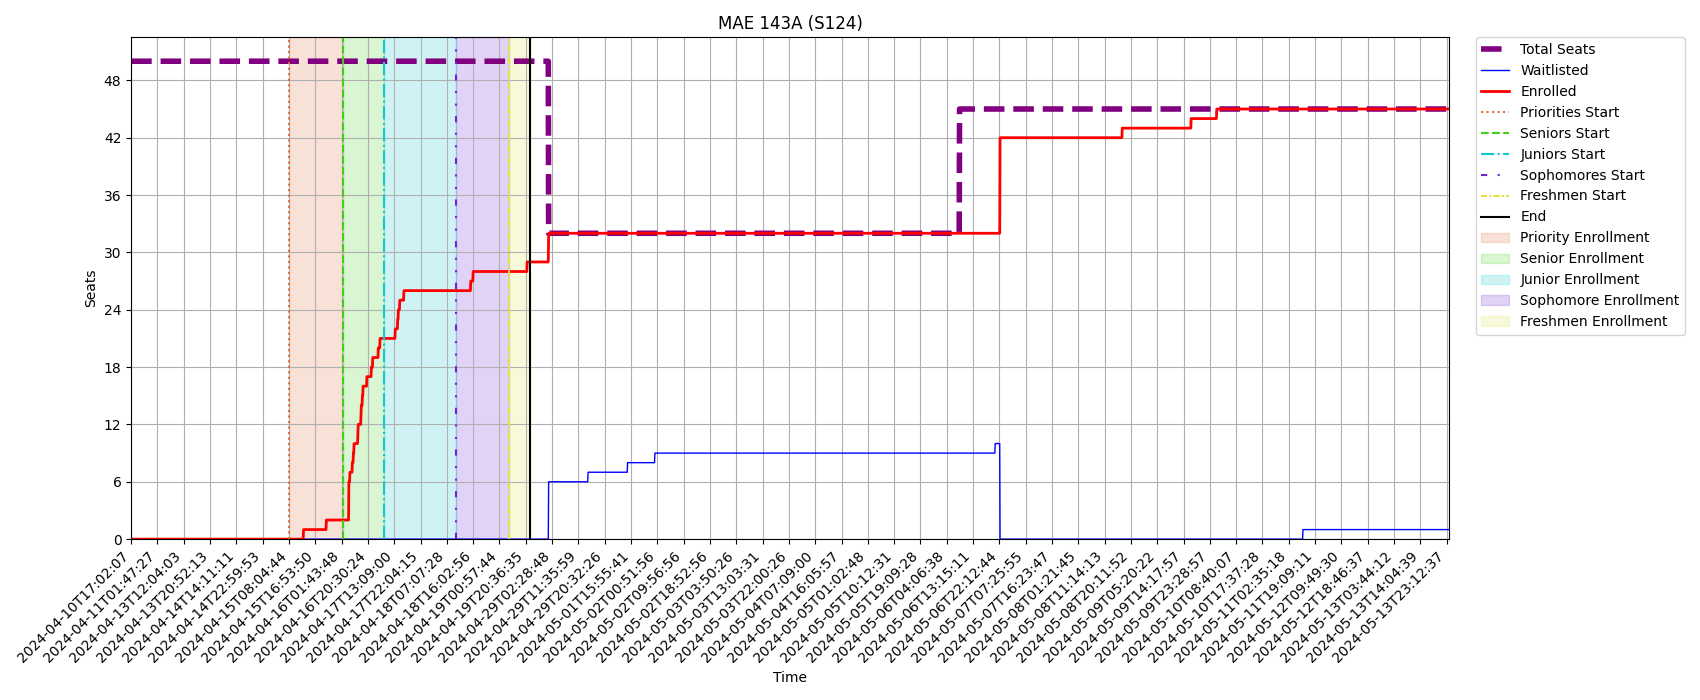 MAE 143A (S124)
48
42
36
30
24
18
12
6
0
Seats
2024-04-10T17:02:07
2024-04-11T01:47:27
2024-04-13T12:04:03
2024-04-13T20:52:13
2024-04-14T14:11:11
2024-04-14T22:59:53
2024-04-15T08:04:44
2024-04-15T16:53:50
2024-04-16T01:43:48
2024-04-16T20:30:24
2024-04-17T13:09:00
2024-04-17T22:04:15
2024-04-18T07:07:28
2024-04-18T16:02:56
2024-04-19T00:57:44
2024-04-19T20:36:35
2024-04-29T02:28:48
2024-04-29T11:35:59
2024-04-29T20:32:26
2024-05-01T15:55:41
2024-05-02T00:51:56
2024-05-02T09:56:56
2024-05-02T18:52:56
2024-05-03T03:50:26
2024-05-03T13:03:31
2024-05-03T22:00:26
2024-05-04T07:09:00
2024-05-04T16:05:57
2024-05-05T01:02:48
2024-05-05T10:12:31
2024-05-05T19:09:28
2024-05-06T04:06:38
2024-05-06T13:15:11
2024-05-06T22:12:44
2024-05-07T07:25:55
2024-05-07T16:23:47
2024-05-08T01:21:45
2024-05-08T11:14:13
2024-05-08T20:11:52
2024-05-09T05:20:22
2024-05-09T14:17:57
2024-05-09T23:28:57
2024-05-10T08:40:07
2024-05-10T17:37:28
2024-05-11T02:35:18
2024-05-11T19:09:11
2024-05-12T09:49:30
2024-05-12T18:46:37
2024-05-13T03:44:12
2024-05-13T14:04:39
2024-05-13T23:12:37
Time
Total Seats
Waitlisted
Enrolled
Priorities Start
Seniors Start
Juniors Start
Sophomores Start
Freshmen Start
End
Priority Enrollment
Senior Enrollment
Junior Enrollment
Sophomore Enrollment
Freshmen Enrollment